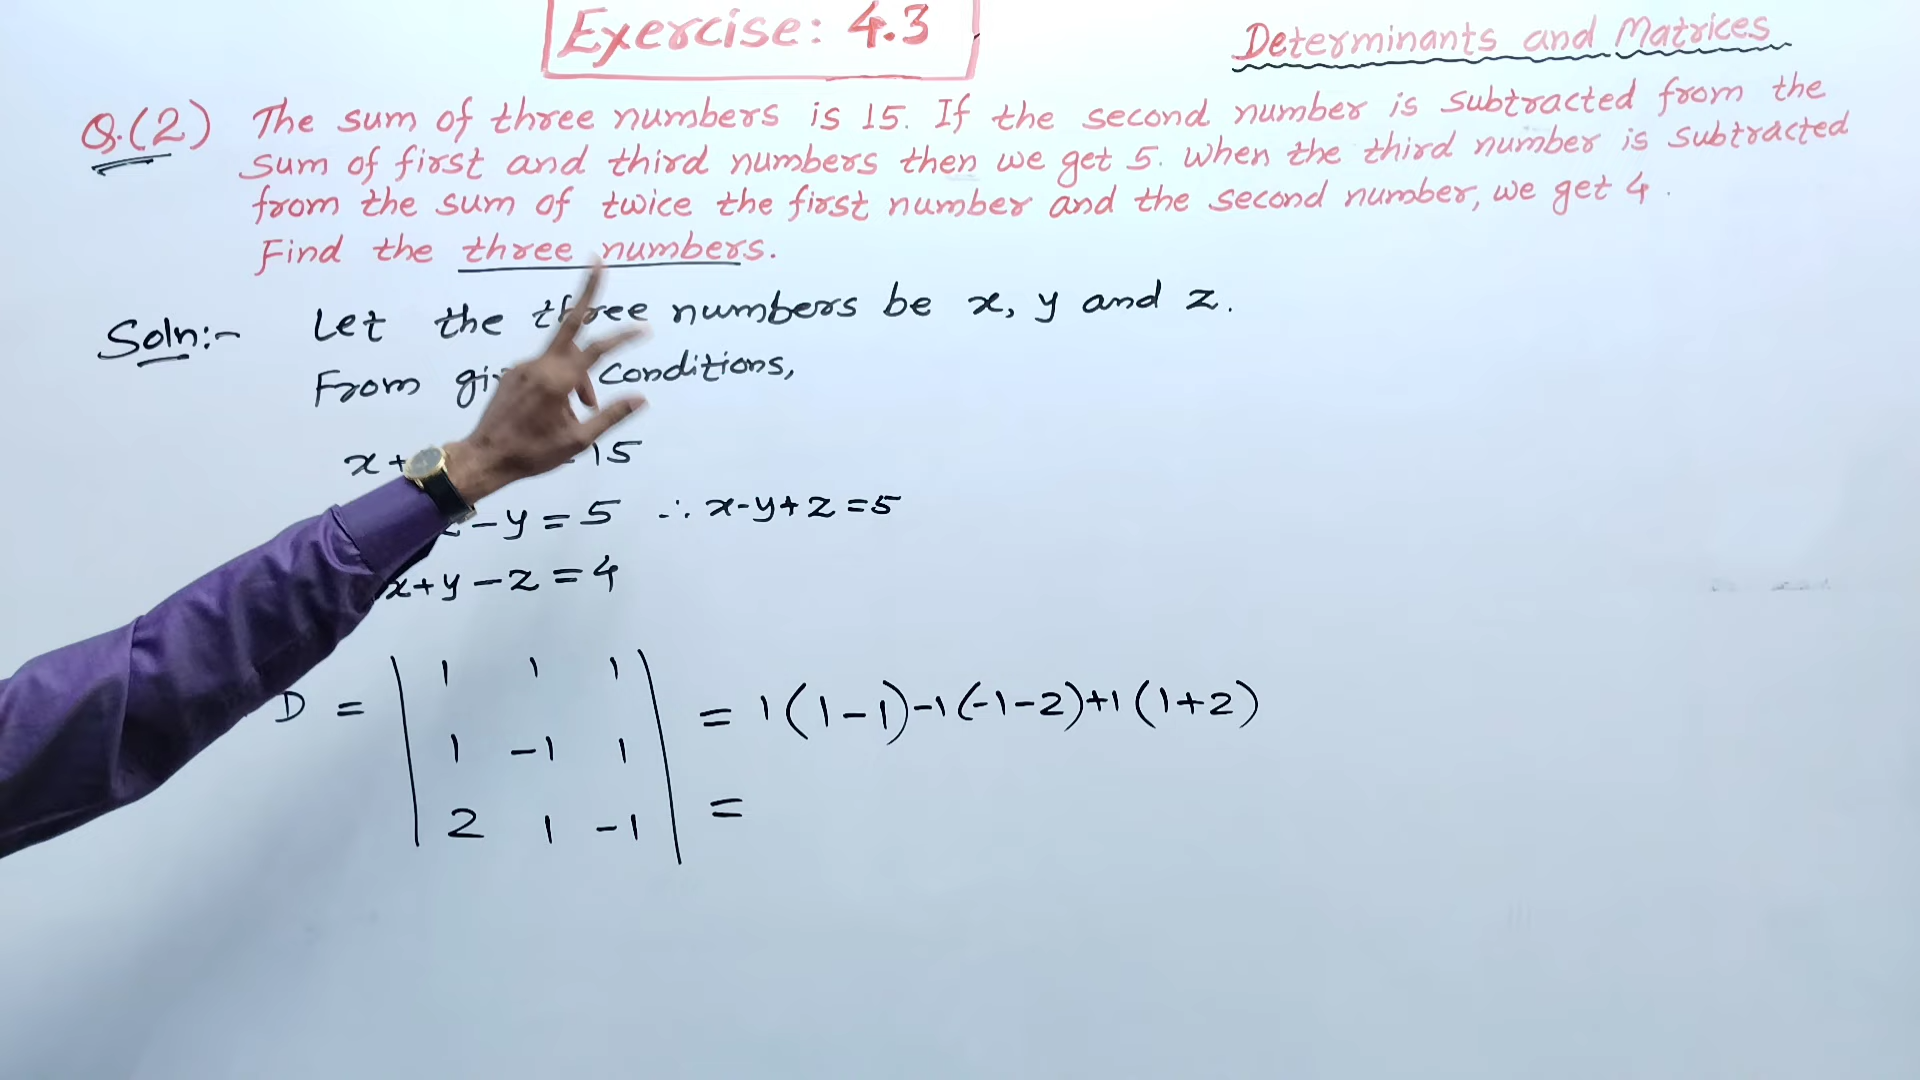 Exercise: 4.3
Determinants and Matrices
Q.(2) The sum of three numbers is 15. If the second number is subtracted from the
sum of first and third numbers then we get 5. When the third number is subtracted
from the sum of twice the first number and the second number, we get 4.
Find the three numbers.
Soln:- Let the three numbers be x, y and z.
From conditions,
x+ 15
-y=5 ∴ x-y+z=5
x+y-z=4
D = | 1 1 1 | = 1(1-1)-1(-1-2)+1(1+2)
1 -1 1
2 1 -1 =